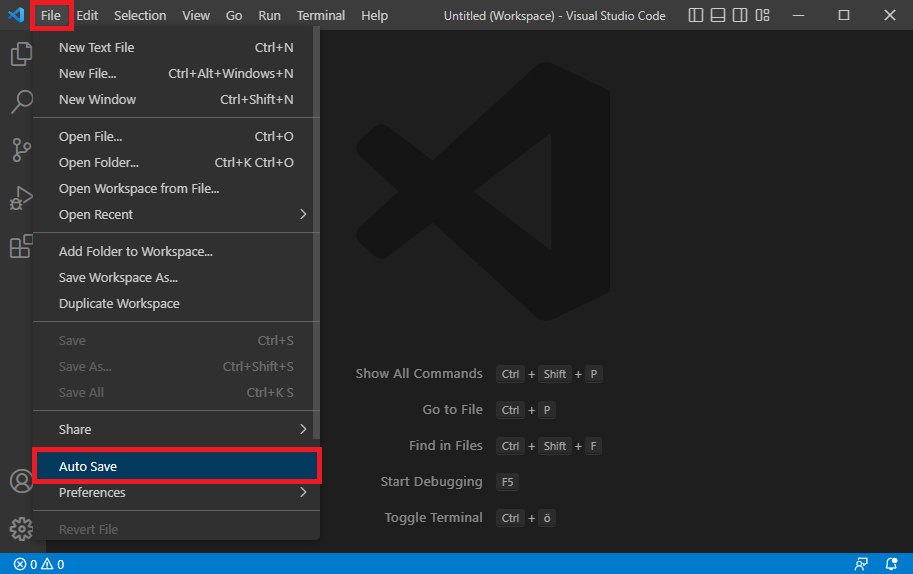 File Edit Selection View Go Run Terminal Help Untitled (Workspace) - Visual Studio Code
New Text File Ctrl+N
New File... Ctrl+Alt+Windows+N
New Window Ctrl+Shift+N
Open File... Ctrl+O
Open Folder... Ctrl+K Ctrl+O
Open Workspace from File...
Open Recent
Add Folder to Workspace...
Save Workspace As...
Duplicate Workspace
Save Ctrl+S
Save As... Ctrl+Shift+S
Save All Ctrl+K S
Share
Auto Save
Preferences
Revert File
Show All Commands Ctrl + Shift + P
Go to File Ctrl + P
Find in Files Ctrl + Shift + F
Start Debugging F5
Toggle Terminal Ctrl + ö
0 0